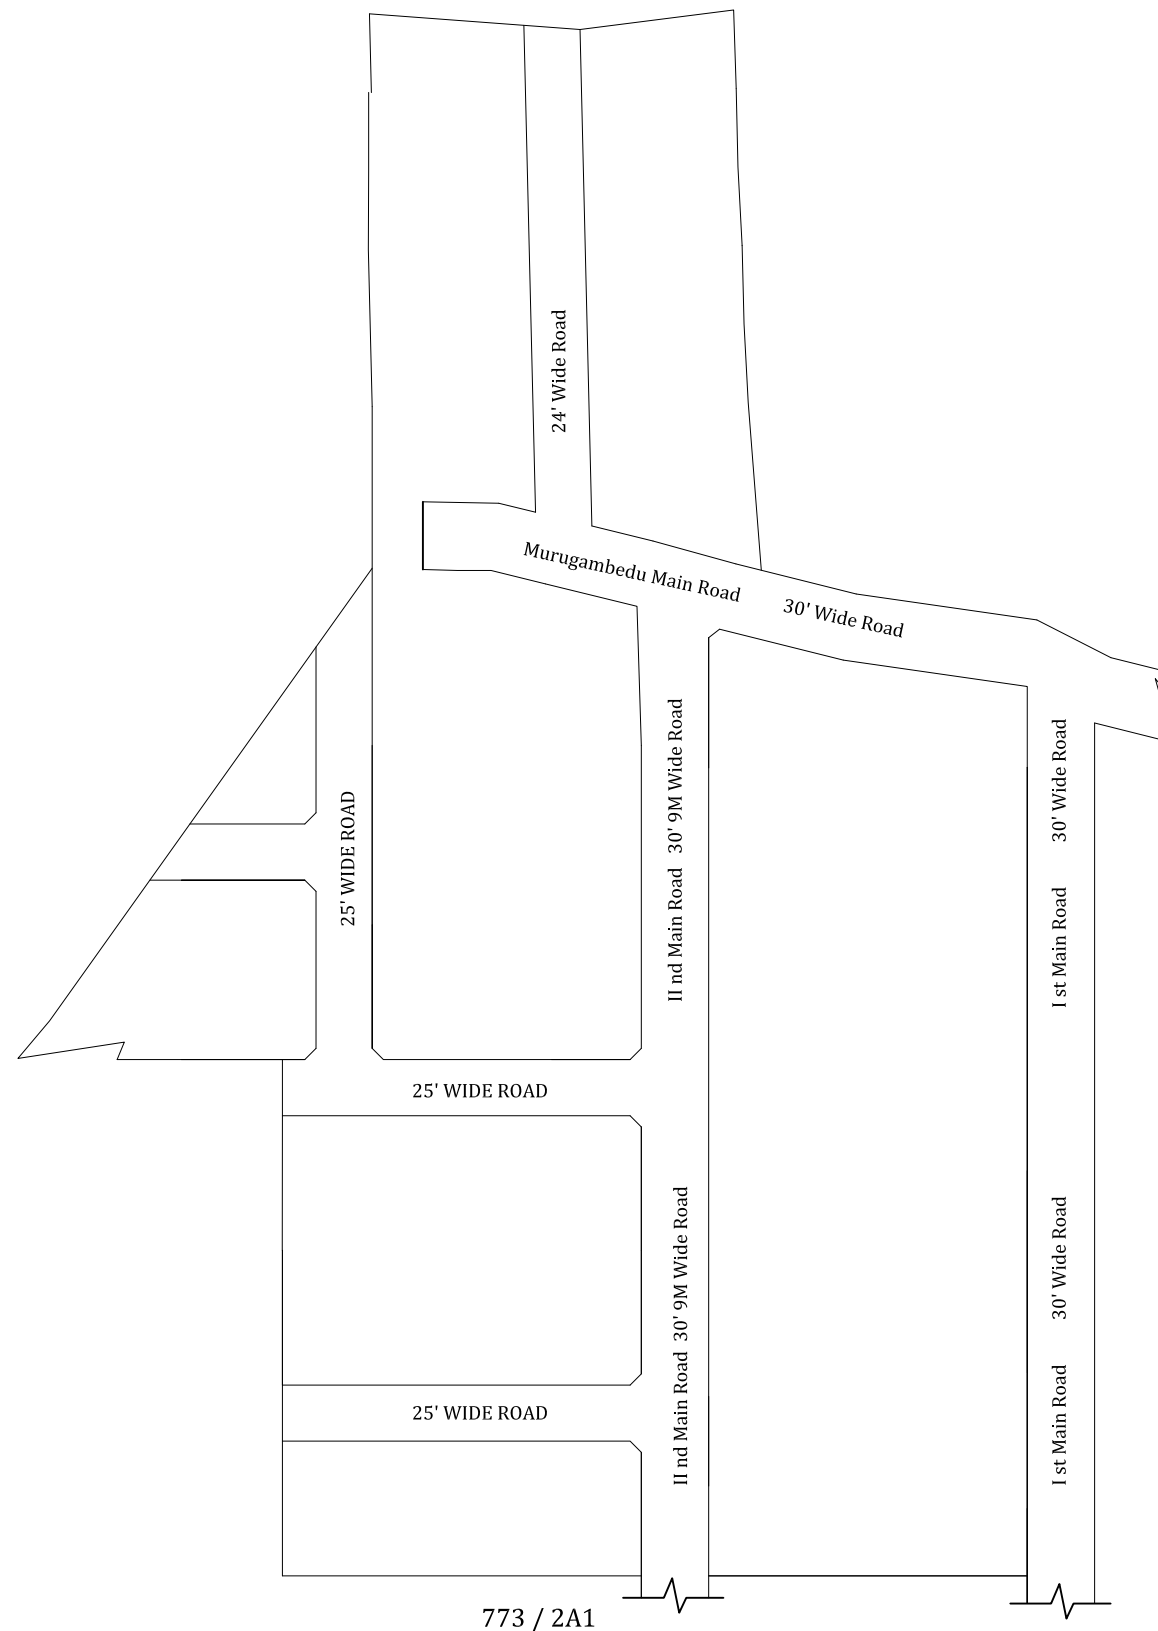 24' Wide Road
Murugambedu Main Road 30' Wide Road
II nd Main Road 30' 9M Wide Road
30' Wide Road
25' WIDE ROAD
I st Main Road
25' WIDE ROAD
II nd Main Road 30' 9M Wide Road
30' Wide Road
I st Main Road
25' WIDE ROAD
773 / 2A1